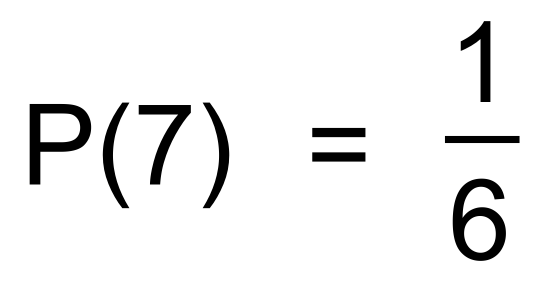 P(7) = 1/6